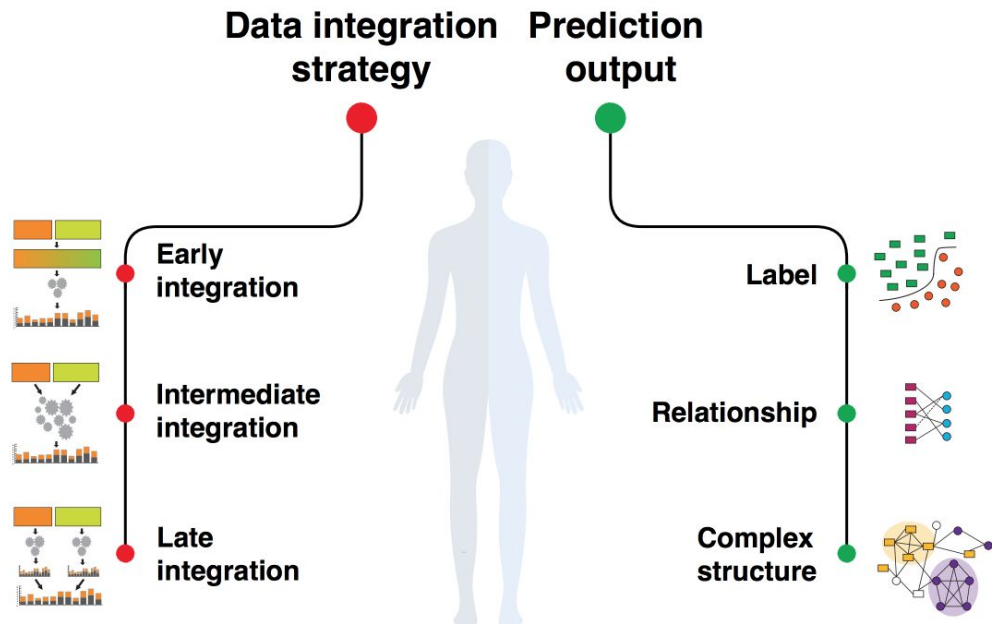 Data integration
strategy
Prediction
output
Early
integration
Intermediate
integration
Late
integration
Label
Relationship
Complex
structure